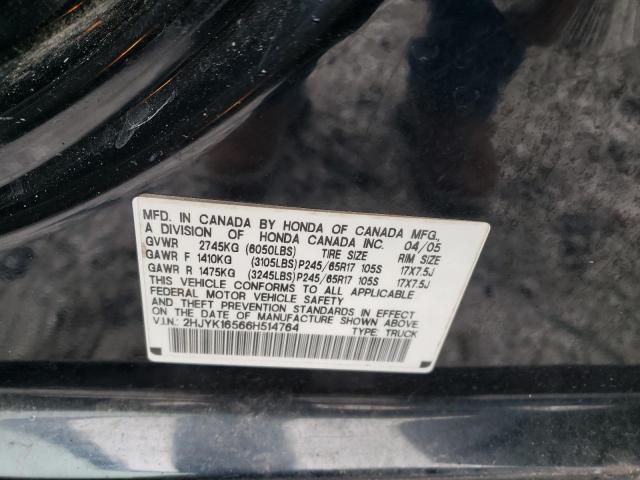 MFD. IN CANADA BY HONDA OF CANADA MFG.,
A DIVISION OF HONDA CANADA INC. 04/05
GVWR 2745KG (6050LBS) TIRE SIZE RIM SIZE
GAWR F 1410KG (3105LBS)P245/65R17 105S 17X7.5J
GAWR R 1475KG (3245LBS)P245/65R17 105S 17X7.5J
THIS VEHICLE CONFORMS TO ALL APPLICABLE
FEDERAL MOTOR VEHICLE SAFETY
AND THEFT PREVENTION STANDARDS IN EFFECT
ON THE DATE OF MANUFACTURE SHOWN ABOVE.
V.I.N.: 2HJYK16566H514764 TYPE: TRUCK